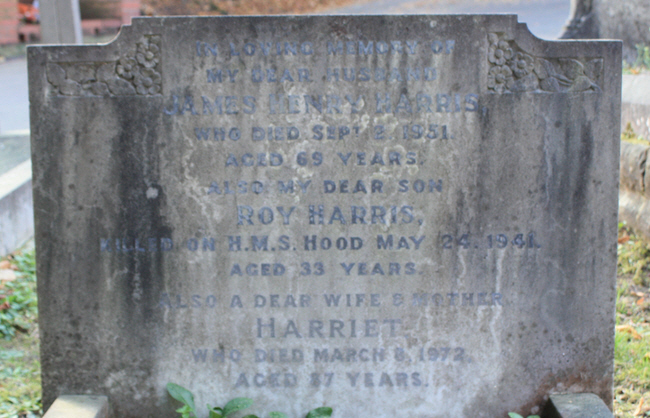 IN LOVING MEMORY OF
MY DEAR HUSBAND
JAMES HENRY HARRIS,
WHO DIED SEPT. 2, 1931.
AGED 69 YEARS.
ALSO MY DEAR SON
ROY HARRIS,
KILLED ON H.M.S. HOOD MAY 24, 1941.
AGED 33 YEARS.
ALSO A DEAR WIFE & MOTHER
HARRIET
WHO DIED MARCH 8, 1972.
AGED 87 YEARS.